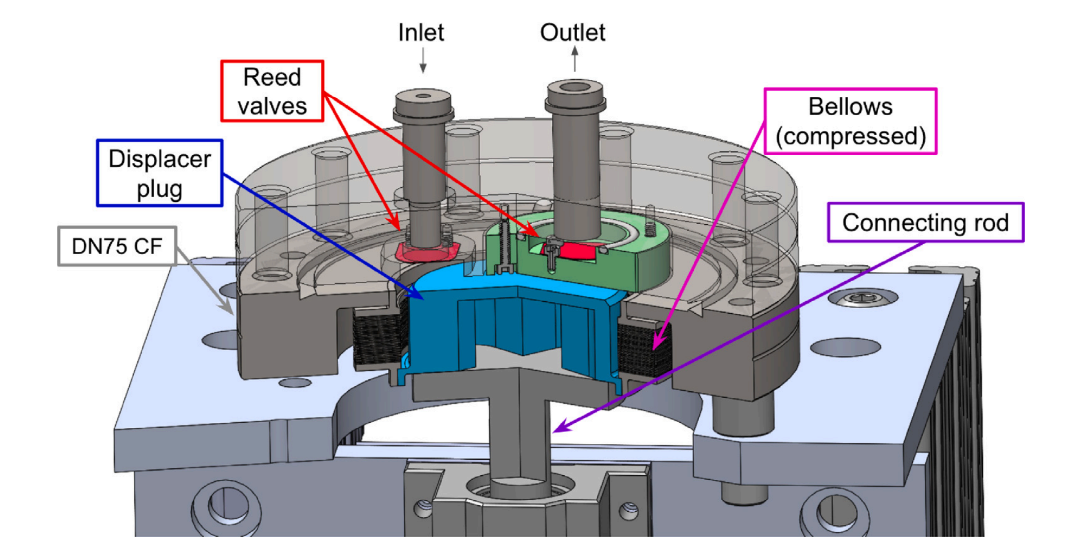 Inlet
Outlet
Reed
valves
Bellows
(compressed)
Displacer
plug
Connecting rod
DN75 CF